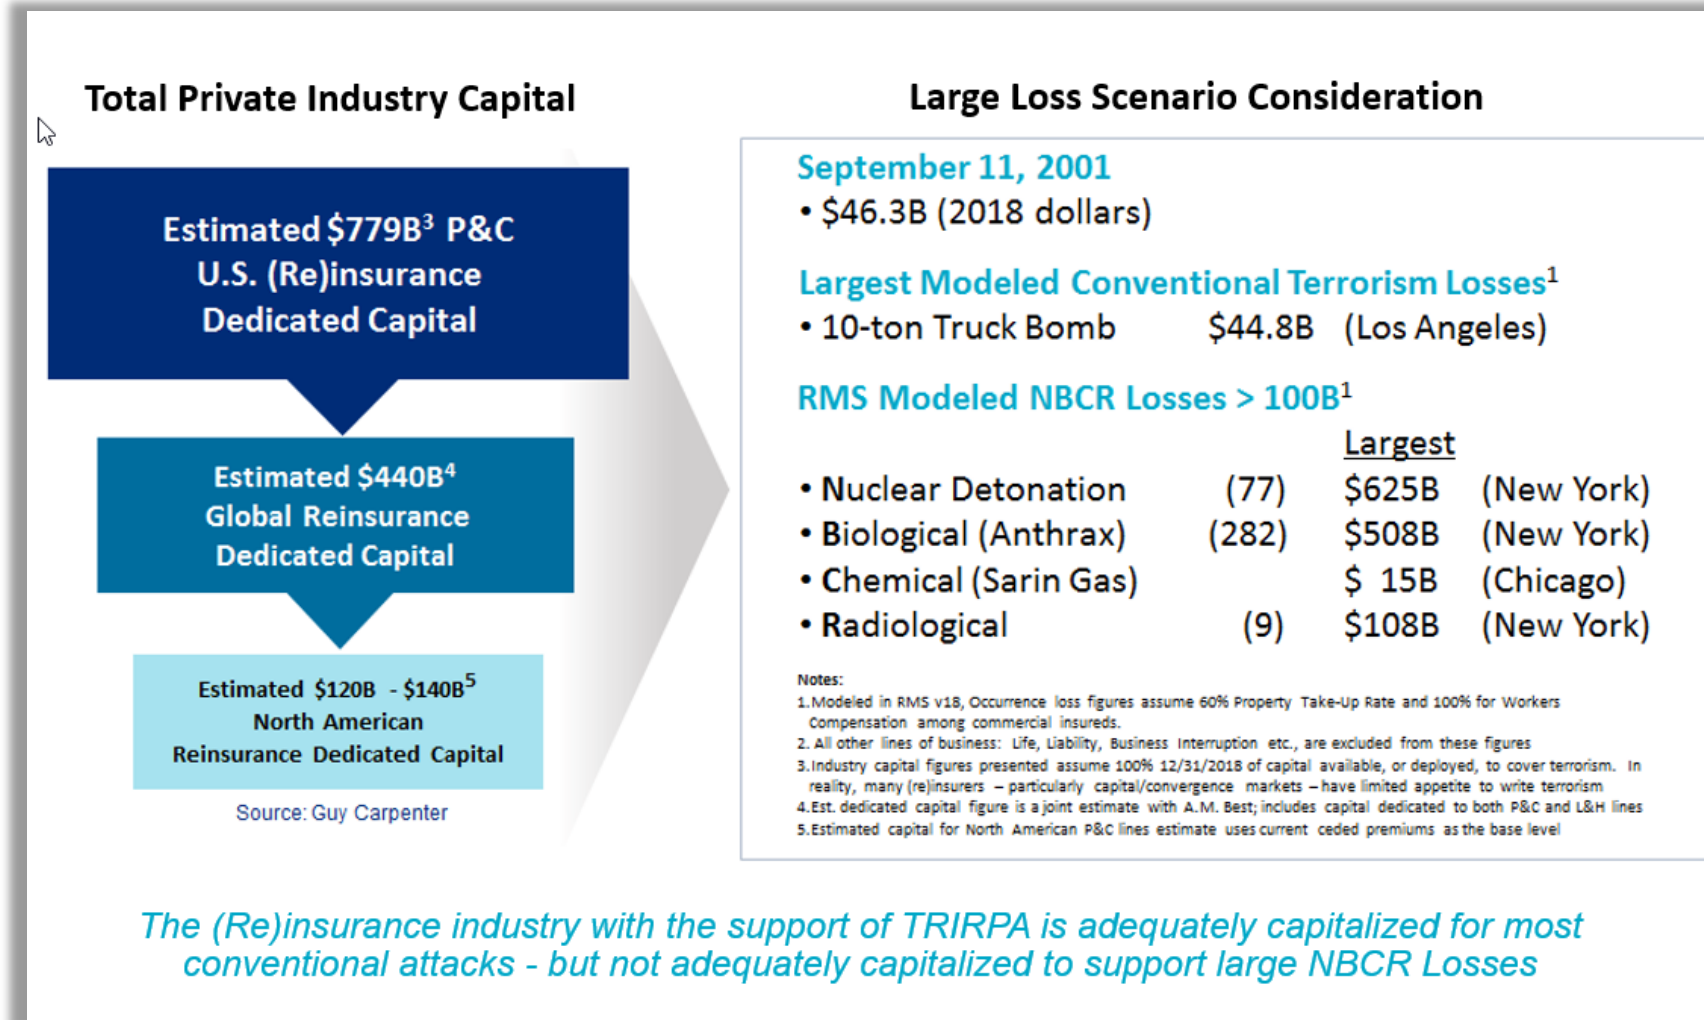 Total Private Industry Capital
Estimated $779B³ P&C
U.S. (Re)insurance
Dedicated Capital
Estimated $440B⁴
Global Reinsurance
Dedicated Capital
Estimated $120B - $140B⁵
North American
Reinsurance Dedicated Capital
Source: Guy Carpenter
Large Loss Scenario Consideration
September 11, 2001
• $46.3B (2018 dollars)
Largest Modeled Conventional Terrorism Losses¹
• 10-ton Truck Bomb $44.8B (Los Angeles)
RMS Modeled NBCR Losses > 100B¹
Largest
• Nuclear Detonation (77) $625B (New York)
• Biological (Anthrax) (282) $508B (New York)
• Chemical (Sarin Gas) $ 15B (Chicago)
• Radiological (9) $108B (New York)
Notes:
1.Modeled in RMS v18, Occurrence loss figures assume 60% Property Take-Up Rate and 100% for Workers
Compensation among commercial insureds.
2. All other lines of business: Life, Liability, Business Interruption etc., are excluded from these figures
3.Industry capital figures presented assume 100% 12/31/2018 of capital available, or deployed, to cover terrorism. In
reality, many (re)insurers – particularly capital/convergence markets – have limited appetite to write terrorism
4.Est. dedicated capital figure is a joint estimate with A.M. Best; includes capital dedicated to both P&C and L&H lines
5.Estimated capital for North American P&C lines estimate uses current ceded premiums as the base level
The (Re)insurance industry with the support of TRIRPA is adequately capitalized for most
conventional attacks - but not adequately capitalized to support large NBCR Losses